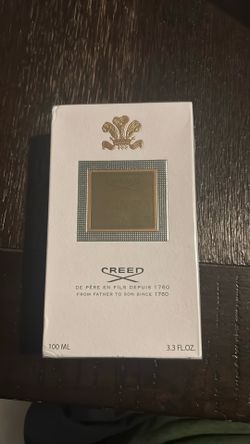 CREED
DE PÈRE EN FILS DEPUIS 1760
FROM FATHER TO SON SINCE 1760
100 ML 3.3 FL.OZ.